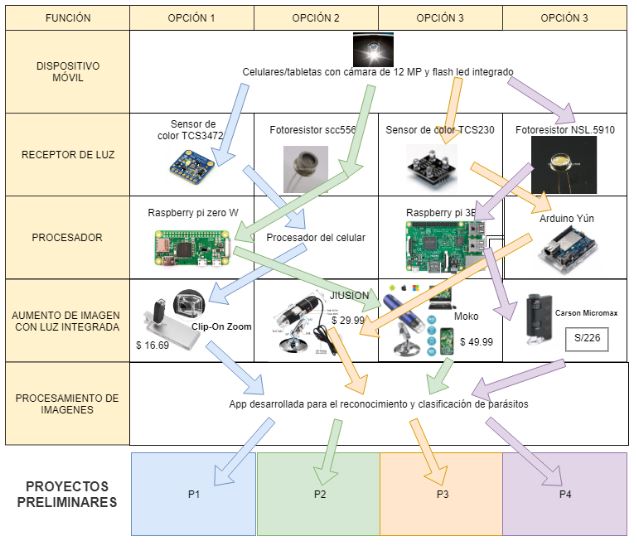 FUNCIÓN
OPCIÓN 1
OPCIÓN 2
OPCIÓN 3
OPCIÓN 3
DISPOSITIVO
MÓVIL
Celulares/tabletas con cámara de 12 MP y flash led integrado
RECEPTOR DE LUZ
Sensor de
color TCS3472
Fotoresistor scc556
Sensor de color TCS230
Fotoresistor NSL.5910
PROCESADOR
Raspberry pi zero W
Procesador del celular
Raspberry pi 3B
Arduino Yún
AUMENTO DE IMAGEN
CON LUZ INTEGRADA
Clip-On Zoom
$ 16.69
JIUSION
$ 29.99
Moko
$ 49.99
Carson Micromax
S/226
PROCESAMIENTO DE
IMAGENES
App desarrollada para el reconocimiento y clasificación de parásitos
PROYECTOS
PRELIMINARES
P1
P2
P3
P4